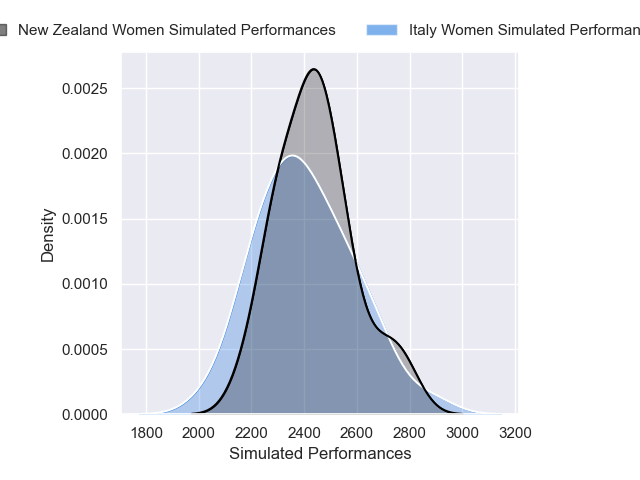 New Zealand Women Simulated Performances
Italy Women Simulated Performan
0.0025
0.0020
0.0015
0.0010
0.0005
0.0000
Density
1800 2000 2200 2400 2600 2800 3000 3200
Simulated Performances